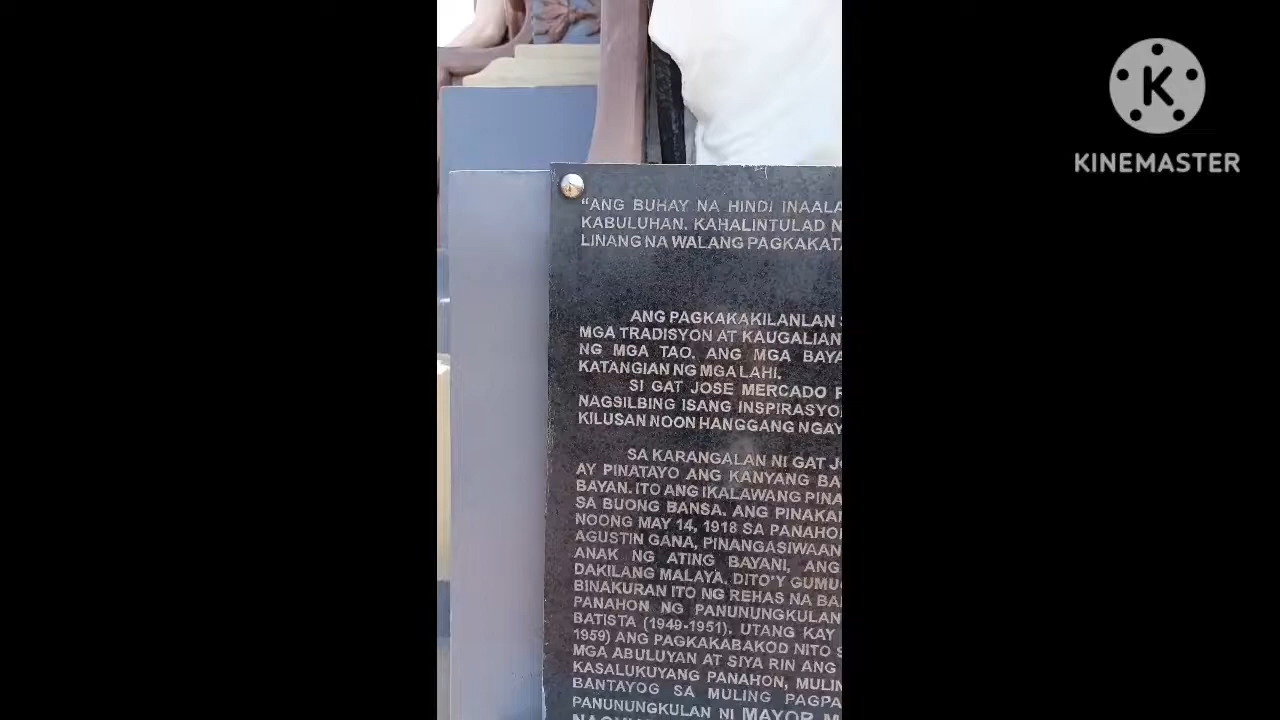 K
KINEMASTER
“ANG BUHAY NA HINDI INAALA
KABULUHAN. KAHALINTULAD N
LINANG NA WALANG PAGKAKATA
ANG PAGKAKAKILANLAN S
MGA TRADISYON AT KAUGALIAN
NG MGA TAO. ANG MGA BAYA
KATANGIAN NG MGA LAHI.
SI GAT JOSE MERCADO R
NAGSILBING ISANG INSPIRASYO
KILUSAN NOON HANGGANG NGAY
SA KARANGALAN NI GAT JO
AY PINATAYO ANG KANYANG BA
BAYAN. ITO ANG IKALAWANG PINA
SA BUONG BANSA. ANG PINAKA
NOONG MAY 14, 1918 SA PANAHO
AGUSTIN GANA, PINANGASIWAAN
ANAK NG ATING BAYANI, ANG
DAKILANG MALAYA. DITO'Y GUMU
BINAKURAN ITO NG REHAS NA BA
PANAHON NG PANUNUNGKULAN
BATISTA (1949-1951). UTANG KAY
1959) ANG PAGKAKABAKOD NITO S
MGA ABULUYAN AT SIYA RIN ANG
KASALUKUYANG PANAHON, MULIN
BANTAYOG SA MULING PAGPA
PANUNUNGKULAN NI MAYOR M